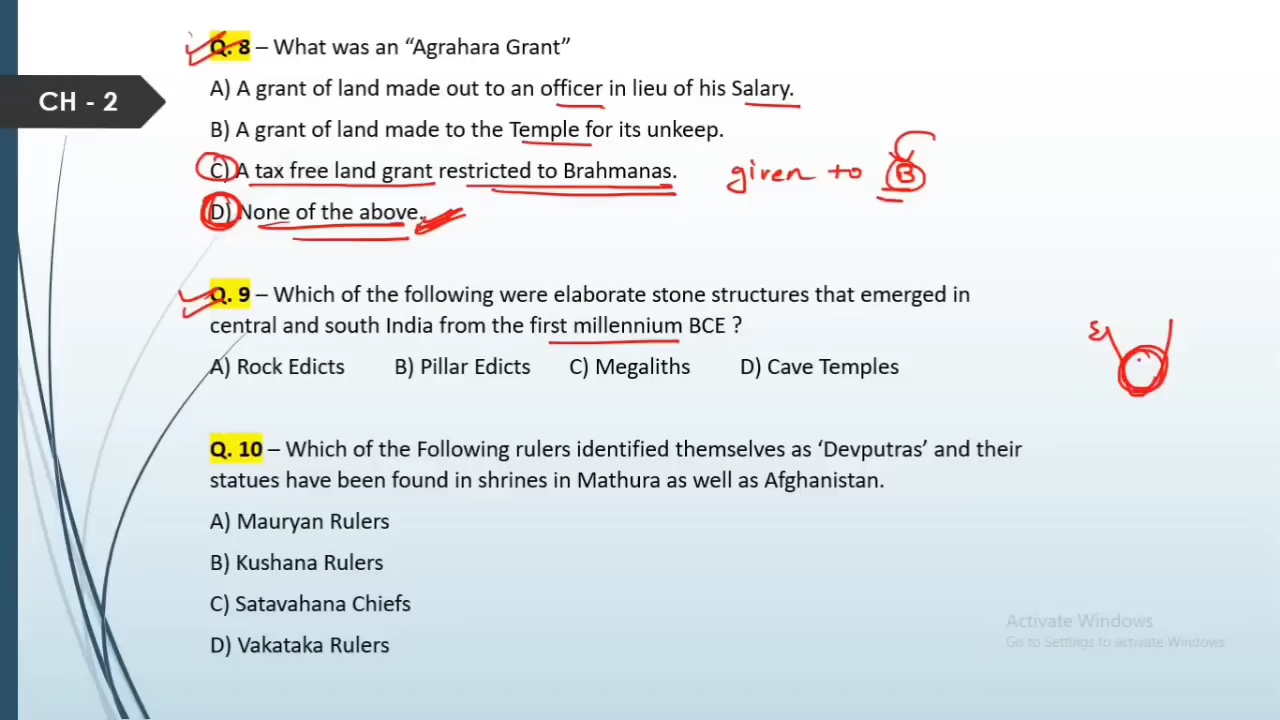 Q. 8 – What was an “Agrahara Grant”
CH - 2
A) A grant of land made out to an officer in lieu of his Salary.
B) A grant of land made to the Temple for its unkeep.
C) A tax free land grant restricted to Brahmanas. given to B
D) None of the above.
Q. 9 – Which of the following were elaborate stone structures that emerged in
central and south India from the first millennium BCE ?
A) Rock Edicts B) Pillar Edicts C) Megaliths D) Cave Temples
Q. 10 – Which of the Following rulers identified themselves as ‘Devputras’ and their
statues have been found in shrines in Mathura as well as Afghanistan.
A) Mauryan Rulers
B) Kushana Rulers
C) Satavahana Chiefs
D) Vakataka Rulers
Activate Windows
Go to Settings to activate Windows.